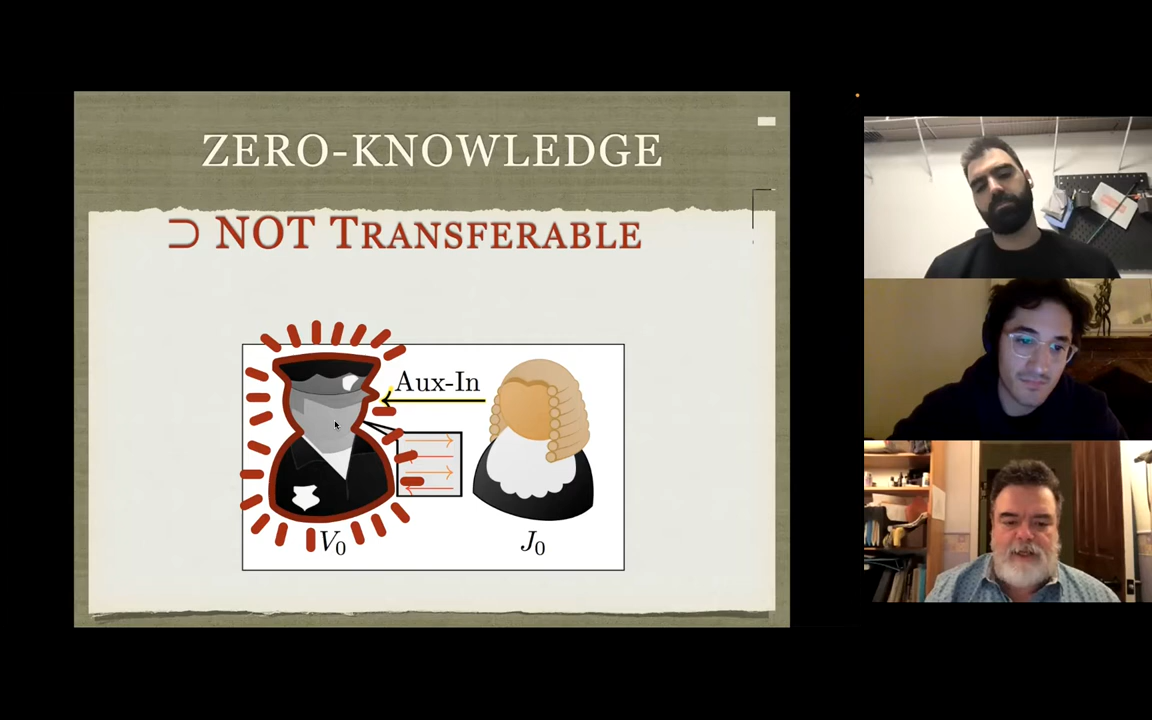 ZERO-KNOWLEDGE
⊃ NOT TRANSFERABLE
Aux-In
V₀
J₀